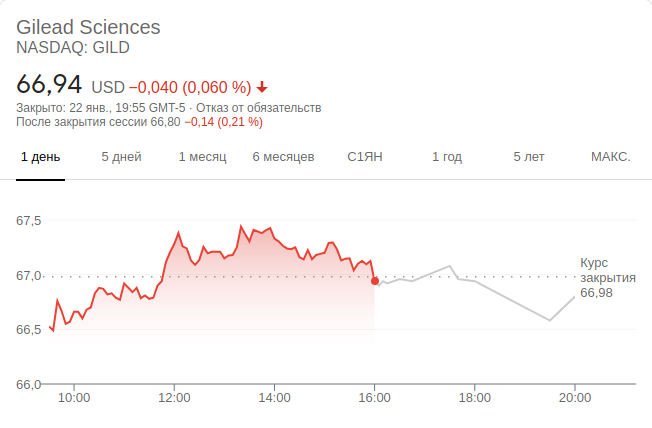 Gilead Sciences
NASDAQ: GILD
66,94 USD −0,040 (0,060 %)
Закрыто: 22 янв., 19:55 GMT-5 · Отказ от обязательств
После закрытия сессии 66,80 −0,14 (0,21 %)
1 день 5 дней 1 месяц 6 месяцев С1ЯН 1 год 5 лет МАКС.
67,5
67,0
66,5
66,0
Курс
закрытия
66,98
10:00 12:00 14:00 16:00 18:00 20:00